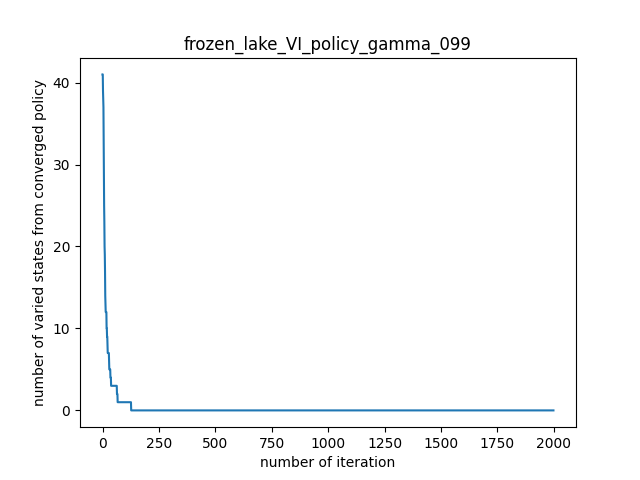 frozen_lake_VI_policy_gamma_099
number of varied states from converged policy
40
30
20
10
0
0 250 500 750 1000 1250 1500 1750 2000
number of iteration